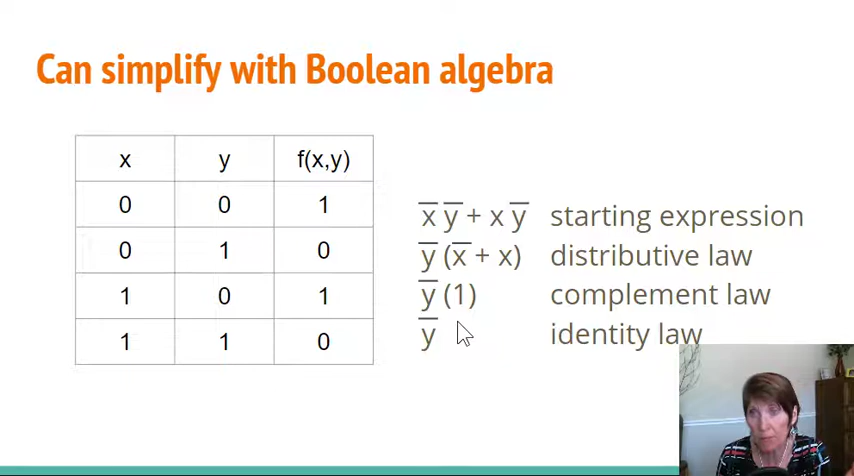 Can simplify with Boolean algebra
x y f(x,y)
0 0 1
0 1 0
1 0 1
1 1 0
x̅ y̅ + x y̅ starting expression
y̅ (x̅ + x) distributive law
y̅ (1) complement law
y̅ identity law